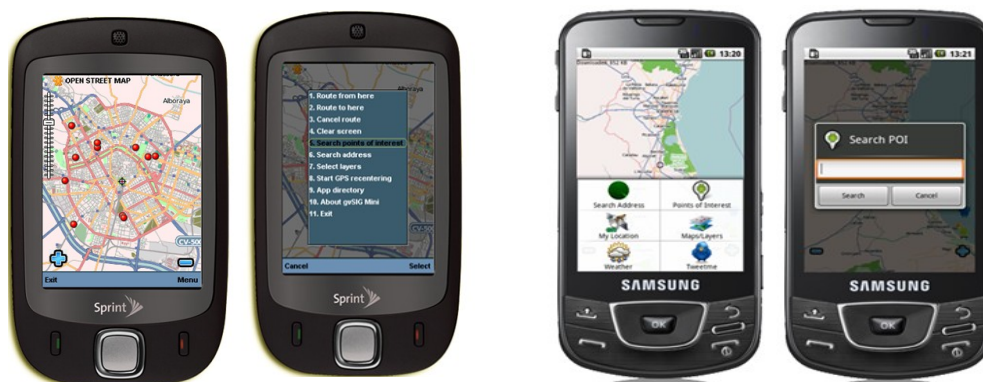 OPEN STREET MAP
Alboraya
CV-500
Exit
Menu
Sprint
1. Route from here
2. Route to here
3. Cancel route
4. Clear screen
5. Search points of interest
6. Search address
7. Select layers
8. Start GPS recentering
9. App directory
10. About gvSIG Mini
11. Exit
Cancel
Select
Sprint
13:20
Search Address
Points of Interest
My Location
Maps/Layers
Weather
Tweetme
SAMSUNG
OK
13:21
Search POI
Search
Cancel
SAMSUNG
OK